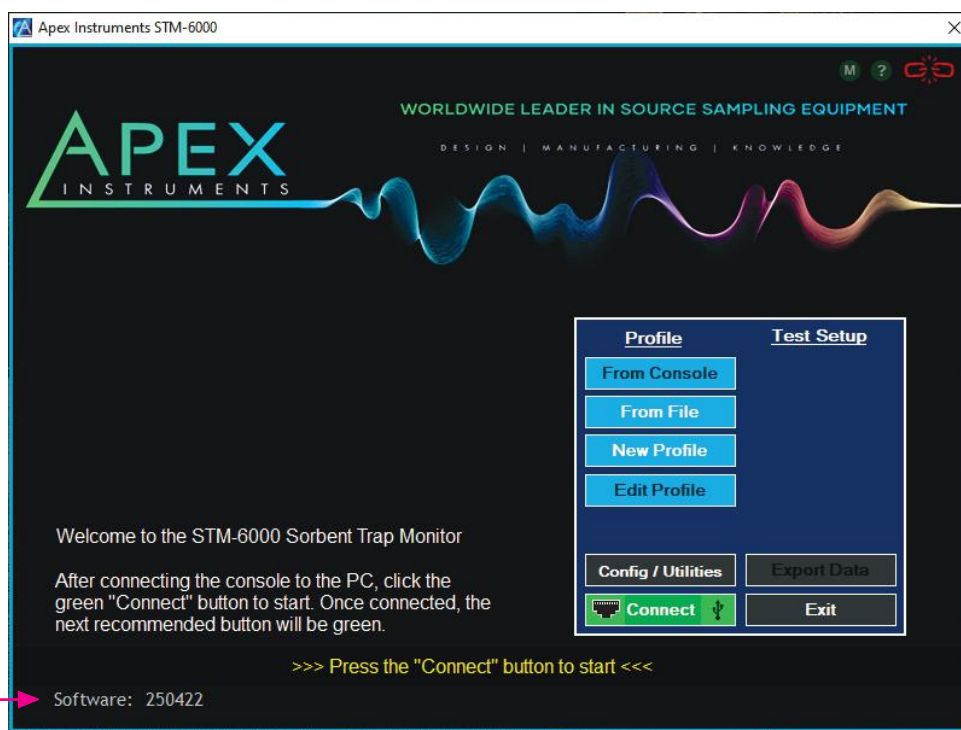 Apex Instruments STM-6000
M ?
WORLDWIDE LEADER IN SOURCE SAMPLING EQUIPMENT
DESIGN | MANUFACTURING | KNOWLEDGE
APEX
INSTRUMENTS
Profile
Test Setup
From Console
From File
New Profile
Edit Profile
Welcome to the STM-6000 Sorbent Trap Monitor
After connecting the console to the PC, click the
green "Connect" button to start. Once connected, the
next recommended button will be green.
Config / Utilities
Export Data
Connect
Exit
>>> Press the "Connect" button to start <<<
Software: 250422